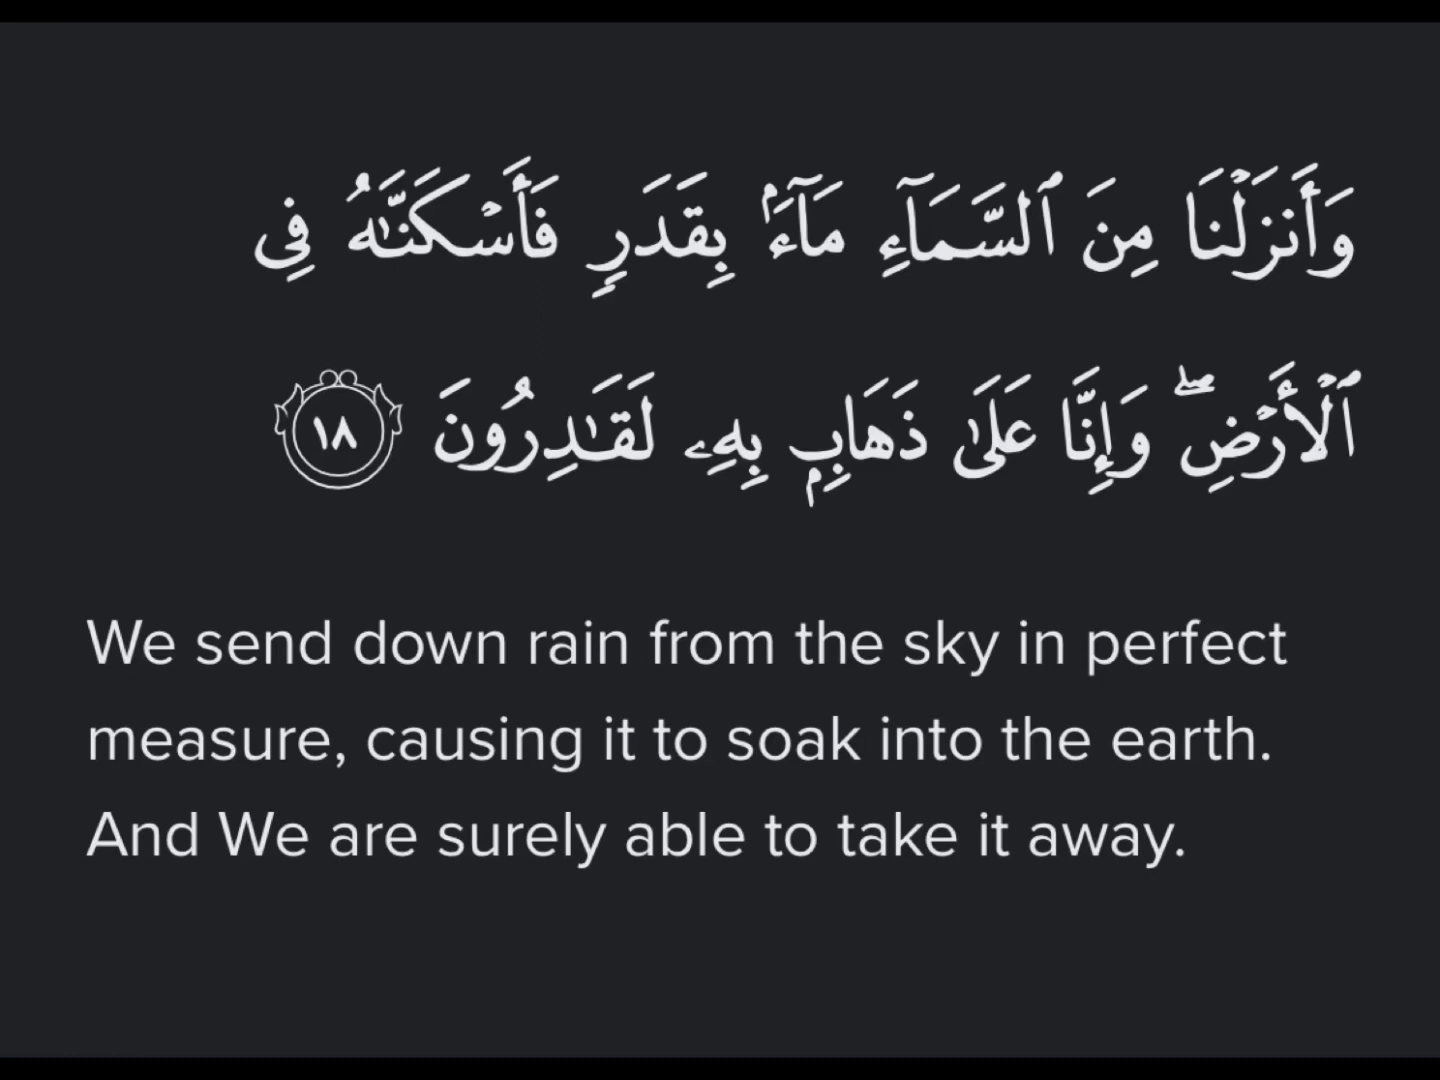 وَأَنزَلْنَا مِنَ ٱلسَّمَآءِ مَآءًۢ بِقَدَرٍ فَأَسْكَنَّـٰهُ فِى
ٱلْأَرْضِ ۖ وَإِنَّا عَلَىٰ ذَهَابٍۭ بِهِۦ لَقَـٰدِرُونَ ١٨
We send down rain from the sky in perfect
measure, causing it to soak into the earth.
And We are surely able to take it away.